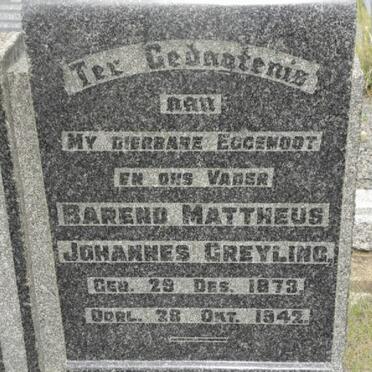 Ter Gedagtenis
aan
My dierbare Eggenoot
en ons Vader
Barend Mattheus
Johannes Greyling,
Geb. 29 Des. 1873.
Oorl. 28 Okt. 1942.